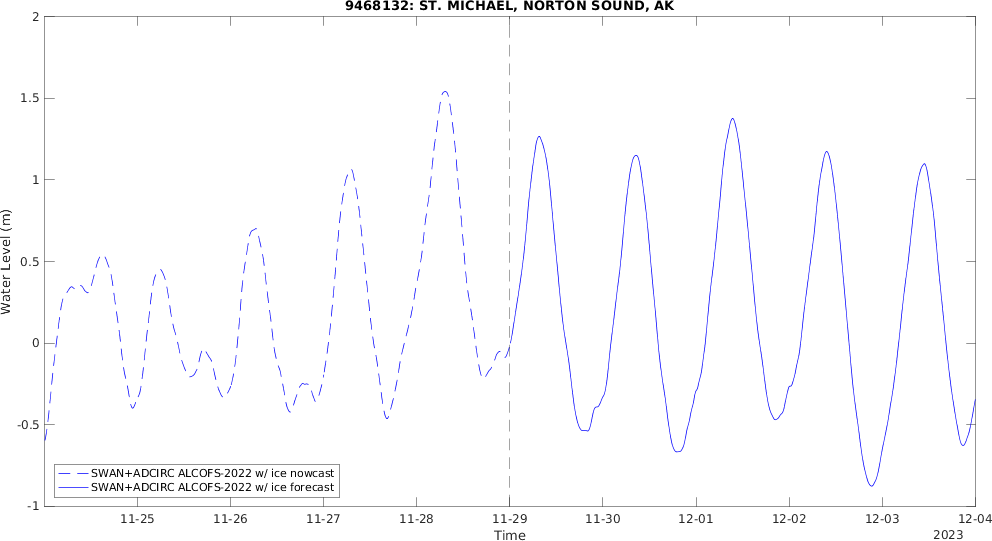 9468132: ST. MICHAEL, NORTON SOUND, AK
Water Level (m)
2
1.5
1
0.5
0
-0.5
-1
SWAN+ADCIRC ALCOFS-2022 w/ ice nowcast
SWAN+ADCIRC ALCOFS-2022 w/ ice forecast
11-25 11-26 11-27 11-28 11-29 11-30 12-01 12-02 12-03 12-04
Time
2023